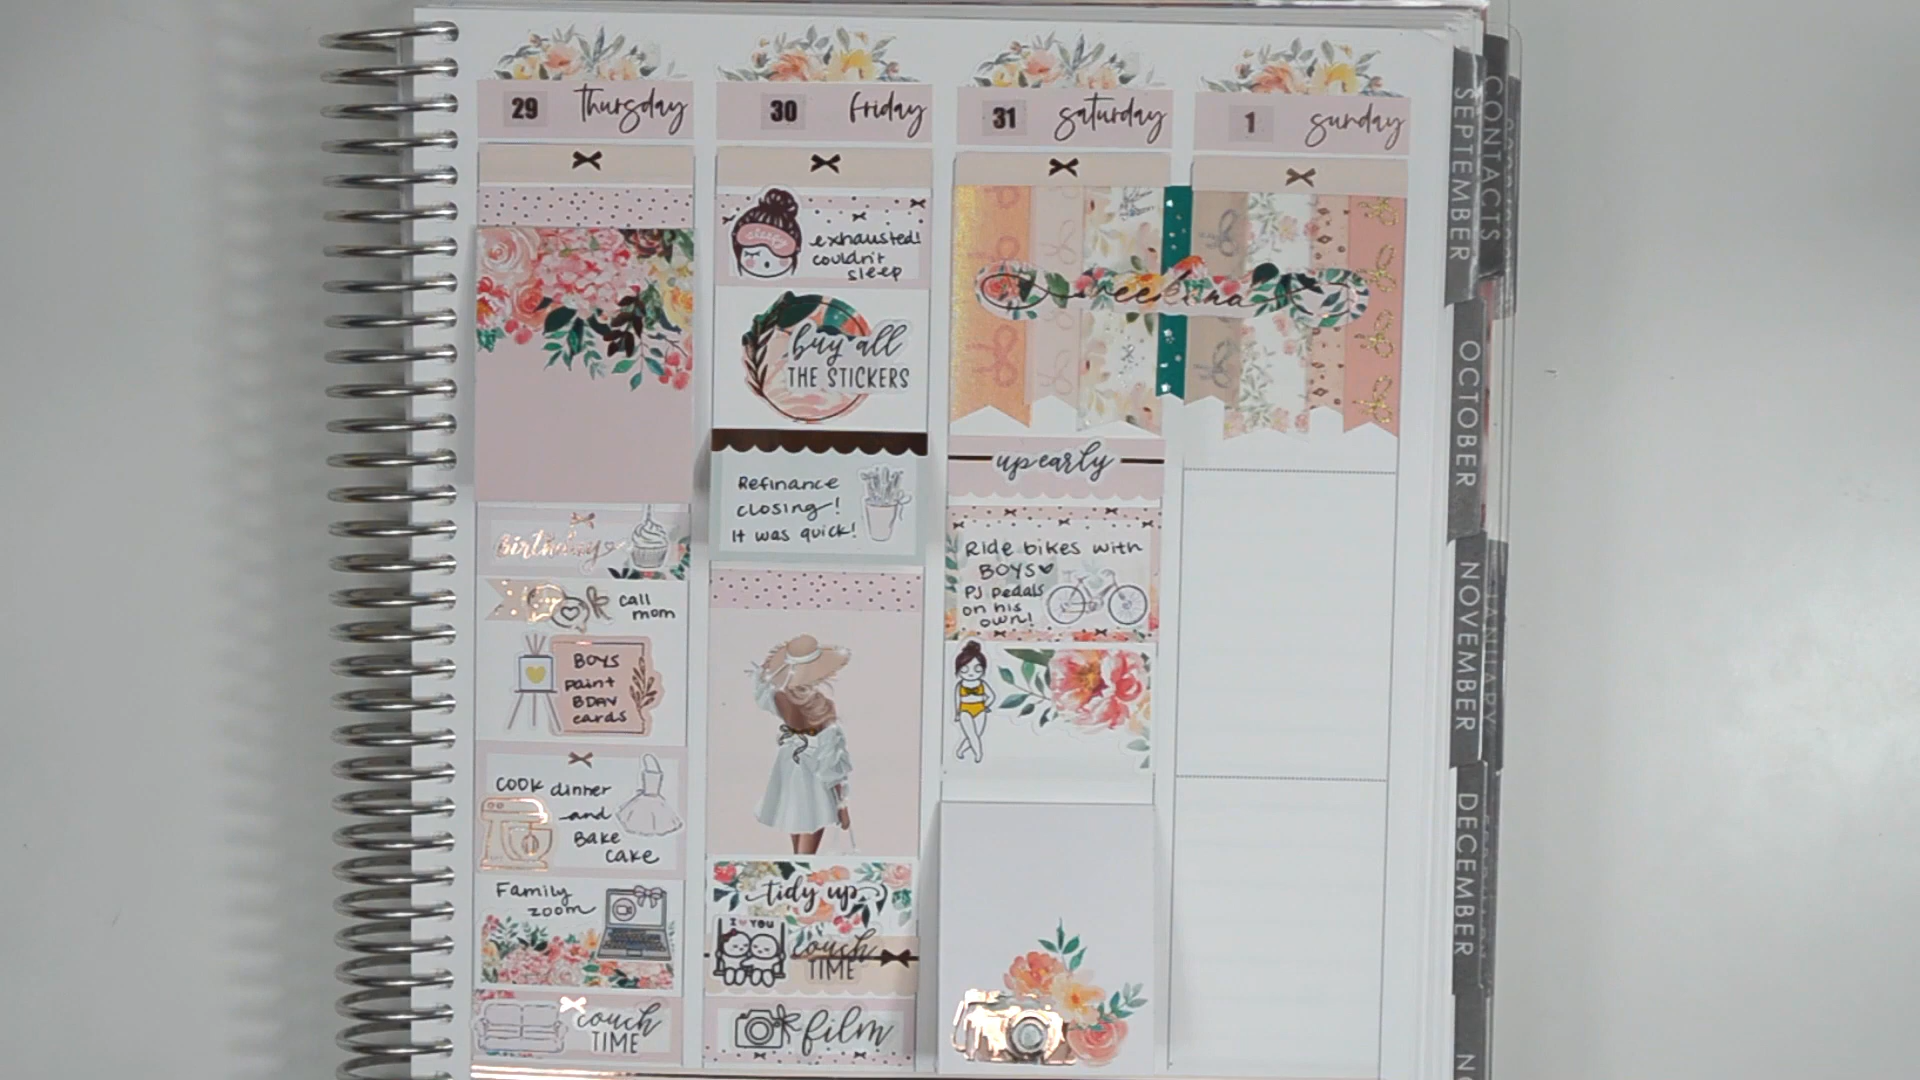 29 thursday
30 friday
31 saturday
1 sunday
birthday
call
mom
BOYS
paint
BDAY
cards
cook dinner
and
Bake
cake
Family
zoom
couch
TIME
sleepy
exhausted!
couldn't
sleep
buy all
THE STICKERS
Refinance
closing!
It was quick!
tidy up
I YOU
couch
TIME
film
weekend
up early
Ride bikes with
BOYS
PJ pedals
on his
own!
CONTACTS
SEPTEMBER
OCTOBER
NOVEMBER
JANUARY
DECEMBER